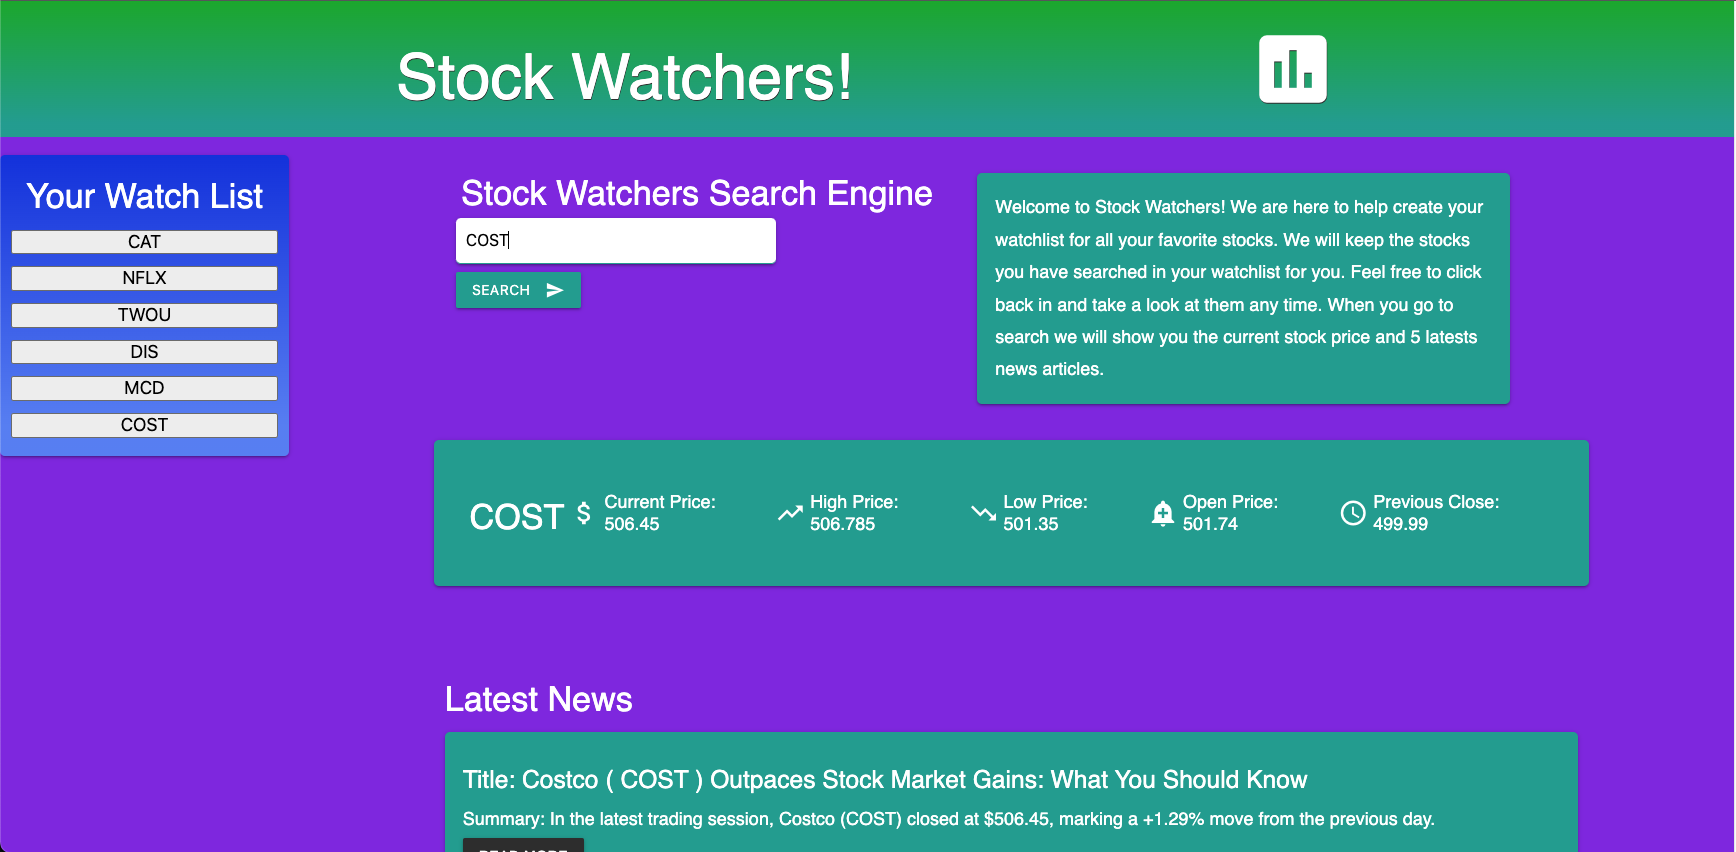 Stock Watchers!
Your Watch List
CAT
NFLX
TWOU
DIS
MCD
COST
Stock Watchers Search Engine
COST
SEARCH
Welcome to Stock Watchers! We are here to help create your
watchlist for all your favorite stocks. We will keep the stocks
you have searched in your watchlist for you. Feel free to click
back in and take a look at them any time. When you go to
search we will show you the current stock price and 5 latests
news articles.
COST $
Current Price:
506.45
High Price:
506.785
Low Price:
501.35
Open Price:
501.74
Previous Close:
499.99
Latest News
Title: Costco ( COST ) Outpaces Stock Market Gains: What You Should Know
Summary: In the latest trading session, Costco (COST) closed at $506.45, marking a +1.29% move from the previous day.
READ MORE